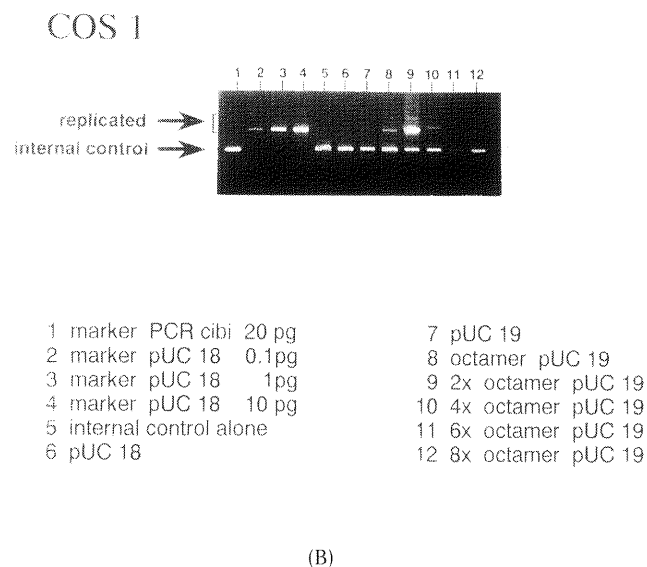 COS 1
1 2 3 4 5 6 7 8 9 10 11 12
replicated
internal control
1 marker PCR cibi 20 pg
2 marker pUC 18 0.1pg
3 marker pUC 18 1pg
4 marker pUC 18 10 pg
5 internal control alone
6 pUC 18
7 pUC 19
8 octamer pUC 19
9 2x octamer pUC 19
10 4x octamer pUC 19
11 6x octamer pUC 19
12 8x octamer pUC 19
(B)